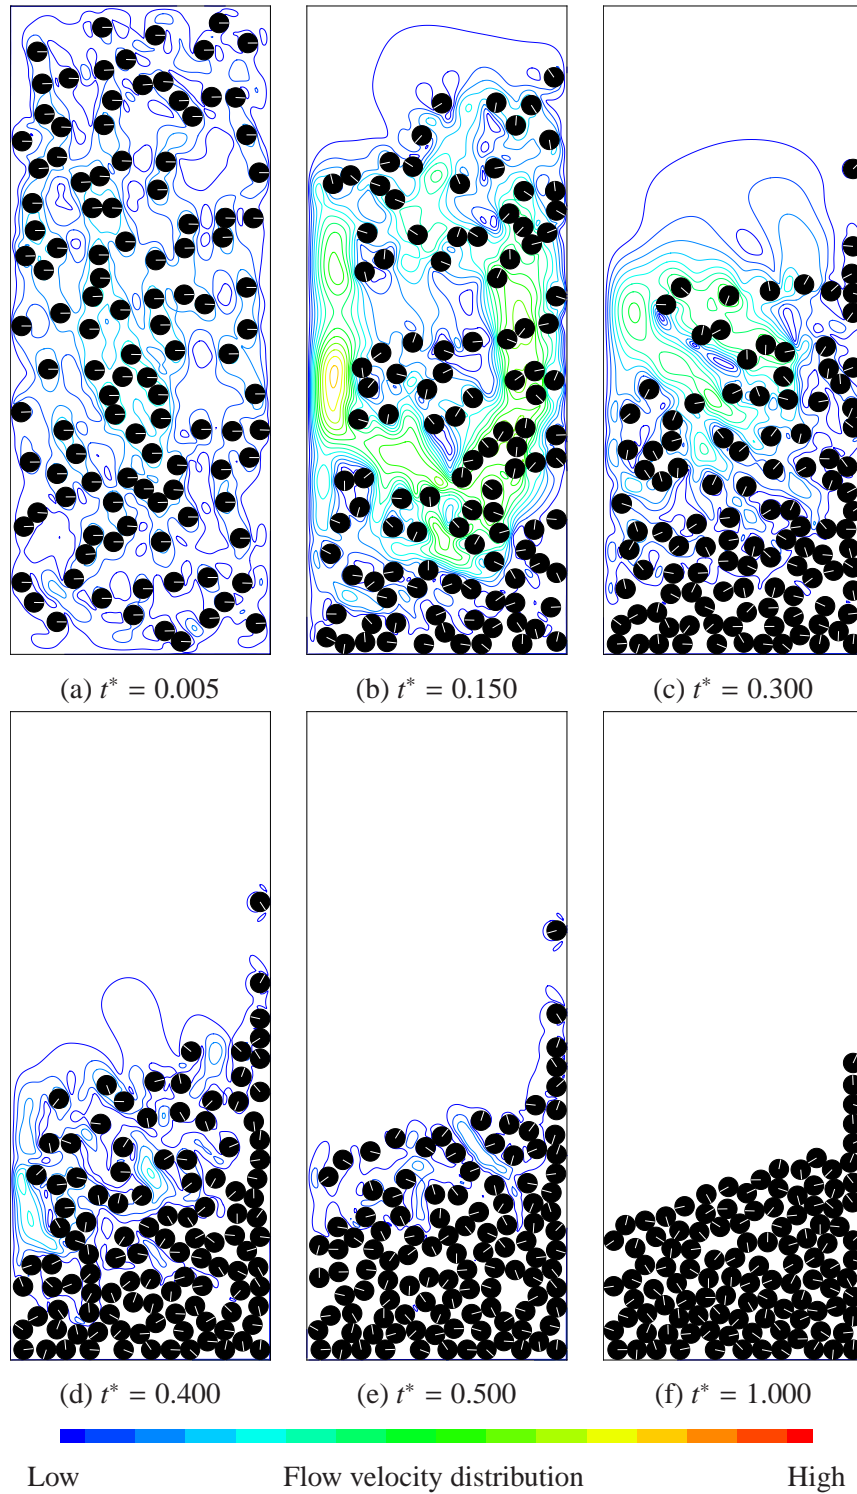 (a) t* = 0.005
(b) t* = 0.150
(c) t* = 0.300
(d) t* = 0.400
(e) t* = 0.500
(f) t* = 1.000
Low Flow velocity distribution High